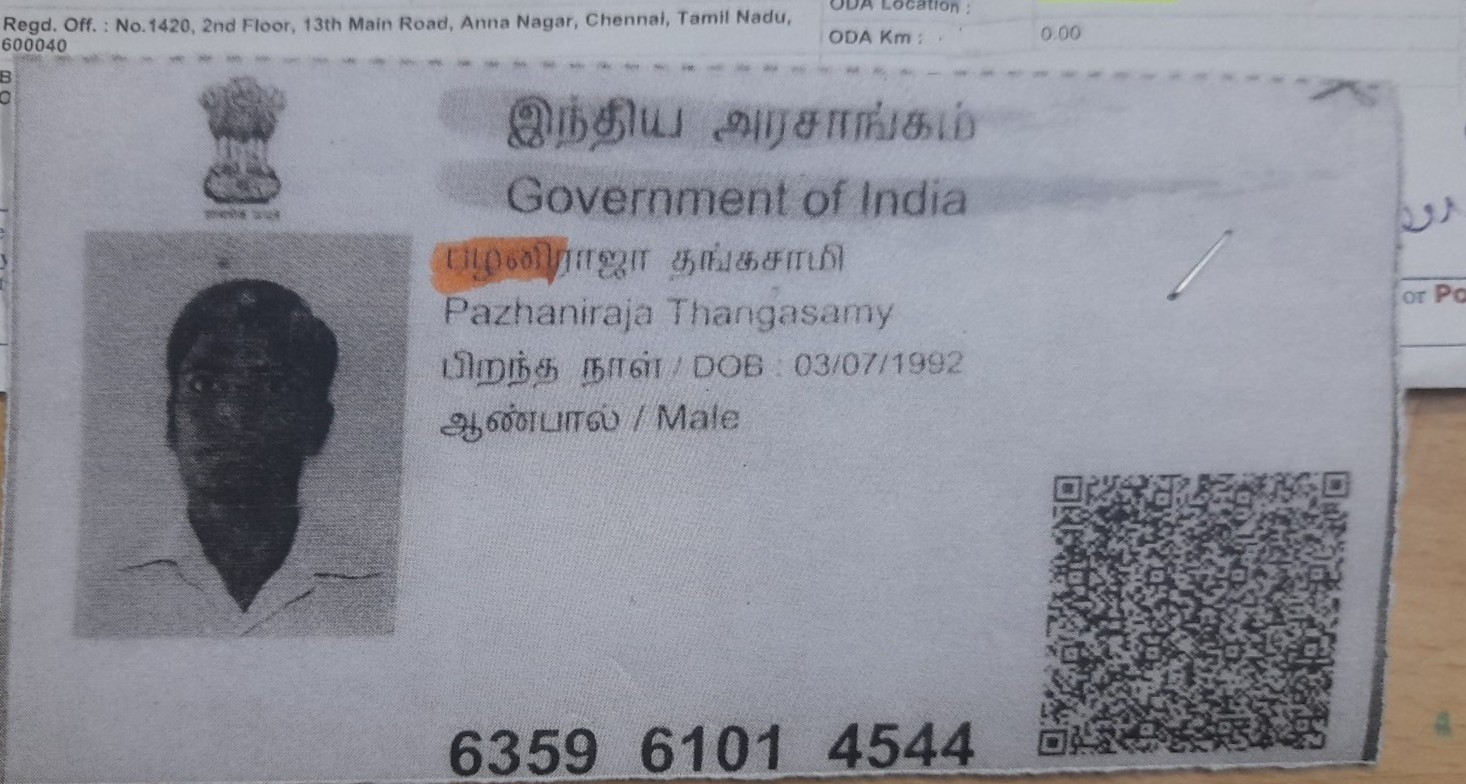 Regd. Off. : No.1420, 2nd Floor, 13th Main Road, Anna Nagar, Chennai, Tamil Nadu,
600040
ODA Location :
ODA Km :
0.00
இந்திய அரசாங்கம்
Government of India
பழனிராஜா தங்கசாமி
Pazhaniraja Thangasamy
பிறந்த நாள் / DOB : 03/07/1992
ஆண்பால் / Male
6359 6101 4544
or Po